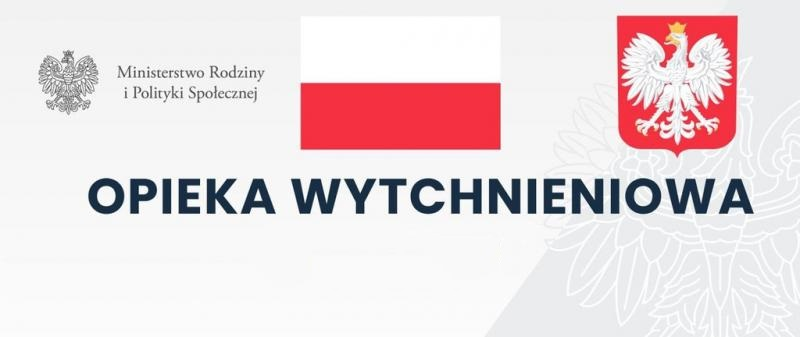 Ministerstwo Rodziny
i Polityki Społecznej
OPIEKA WYTCHNIENIOWA